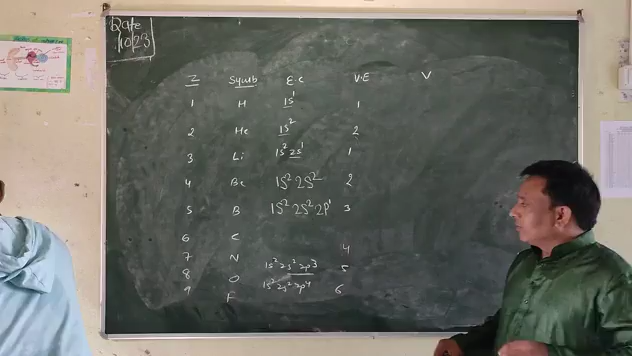 Date
10/23
Z Symb E.C V.E V
1 H 1s¹ 1
2 He 1s² 2
3 Li 1s² 2s¹ 1
4 Be 1s² 2s² 2
5 B 1s² 2s² 2p¹ 3
6 C 4
7 N 1s² 2s² 2p³ 5
8 O 1s² 2s² 2p⁴ 6
9 F